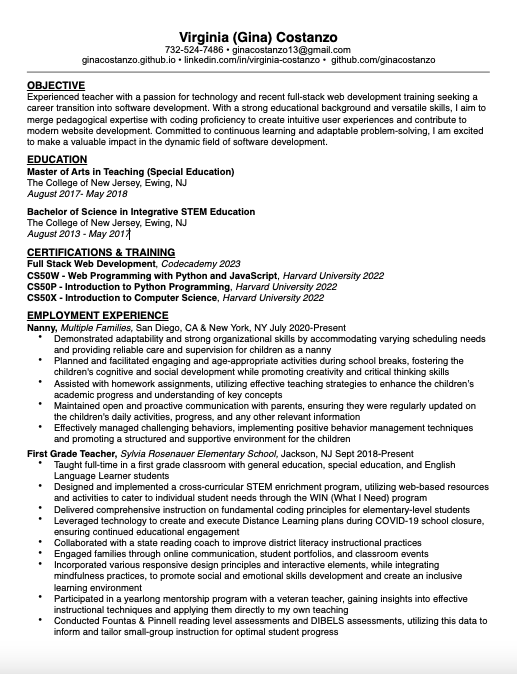 Virginia (Gina) Costanzo
732-524-7486 • ginacostanzo13@gmail.com
ginacostanzo.github.io • linkedin.com/in/virginia-costanzo • github.com/ginacostanzo
OBJECTIVE
Experienced teacher with a passion for technology and recent full-stack web development training seeking a
career transition into software development. With a strong educational background and versatile skills, I aim to
merge pedagogical expertise with coding proficiency to create intuitive user experiences and contribute to
modern website development. Committed to continuous learning and adaptable problem-solving, I am excited
to make a valuable impact in the dynamic field of software development.
EDUCATION
Master of Arts in Teaching (Special Education)
The College of New Jersey, Ewing, NJ
August 2017- May 2018
Bachelor of Science in Integrative STEM Education
The College of New Jersey, Ewing, NJ
August 2013 - May 2017
CERTIFICATIONS & TRAINING
Full Stack Web Development, Codecademy 2023
CS50W - Web Programming with Python and JavaScript, Harvard University 2022
CS50P - Introduction to Python Programming, Harvard University 2022
CS50X - Introduction to Computer Science, Harvard University 2022
EMPLOYMENT EXPERIENCE
Nanny, Multiple Families, San Diego, CA & New York, NY July 2020-Present
• Demonstrated adaptability and strong organizational skills by accommodating varying scheduling needs
and providing reliable care and supervision for children as a nanny
• Planned and facilitated engaging and age-appropriate activities during school breaks, fostering the
children's cognitive and social development while promoting creativity and critical thinking skills
• Assisted with homework assignments, utilizing effective teaching strategies to enhance the children's
academic progress and understanding of key concepts
• Maintained open and proactive communication with parents, ensuring they were regularly updated on
the children's daily activities, progress, and any other relevant information
• Effectively managed challenging behaviors, implementing positive behavior management techniques
and promoting a structured and supportive environment for the children
First Grade Teacher, Sylvia Rosenauer Elementary School, Jackson, NJ Sept 2018-Present
• Taught full-time in a first grade classroom with general education, special education, and English
Language Learner students
• Designed and implemented a cross-curricular STEM enrichment program, utilizing web-based resources
and activities to cater to individual student needs through the WIN (What I Need) program
• Delivered comprehensive instruction on fundamental coding principles for elementary-level students
• Leveraged technology to create and execute Distance Learning plans during COVID-19 school closure,
ensuring continued educational engagement
• Collaborated with a state reading coach to improve district literacy instructional practices
• Engaged families through online communication, student portfolios, and classroom events
• Incorporated various responsive design principles and interactive elements, while integrating
mindfulness practices, to promote social and emotional skills development and create an inclusive
learning environment
• Participated in a yearlong mentorship program with a veteran teacher, gaining insights into effective
instructional techniques and applying them directly to my own teaching
• Conducted Fountas & Pinnell reading level assessments and DIBELS assessments, utilizing this data to
inform and tailor small-group instruction for optimal student progress